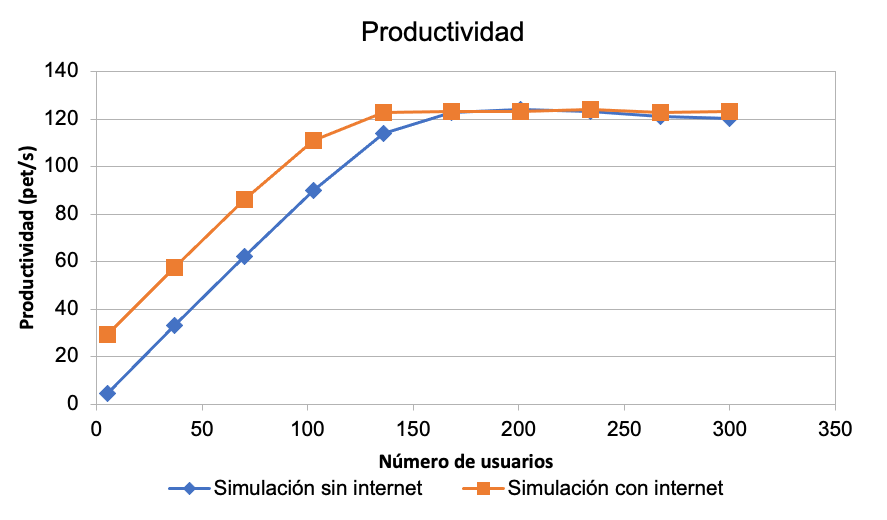 Productividad
140
120
100
80
60
40
20
0
Productividad (pet/s)
0 50 100 150 200 250 300 350
Número de usuarios
Simulación sin internet Simulación con internet